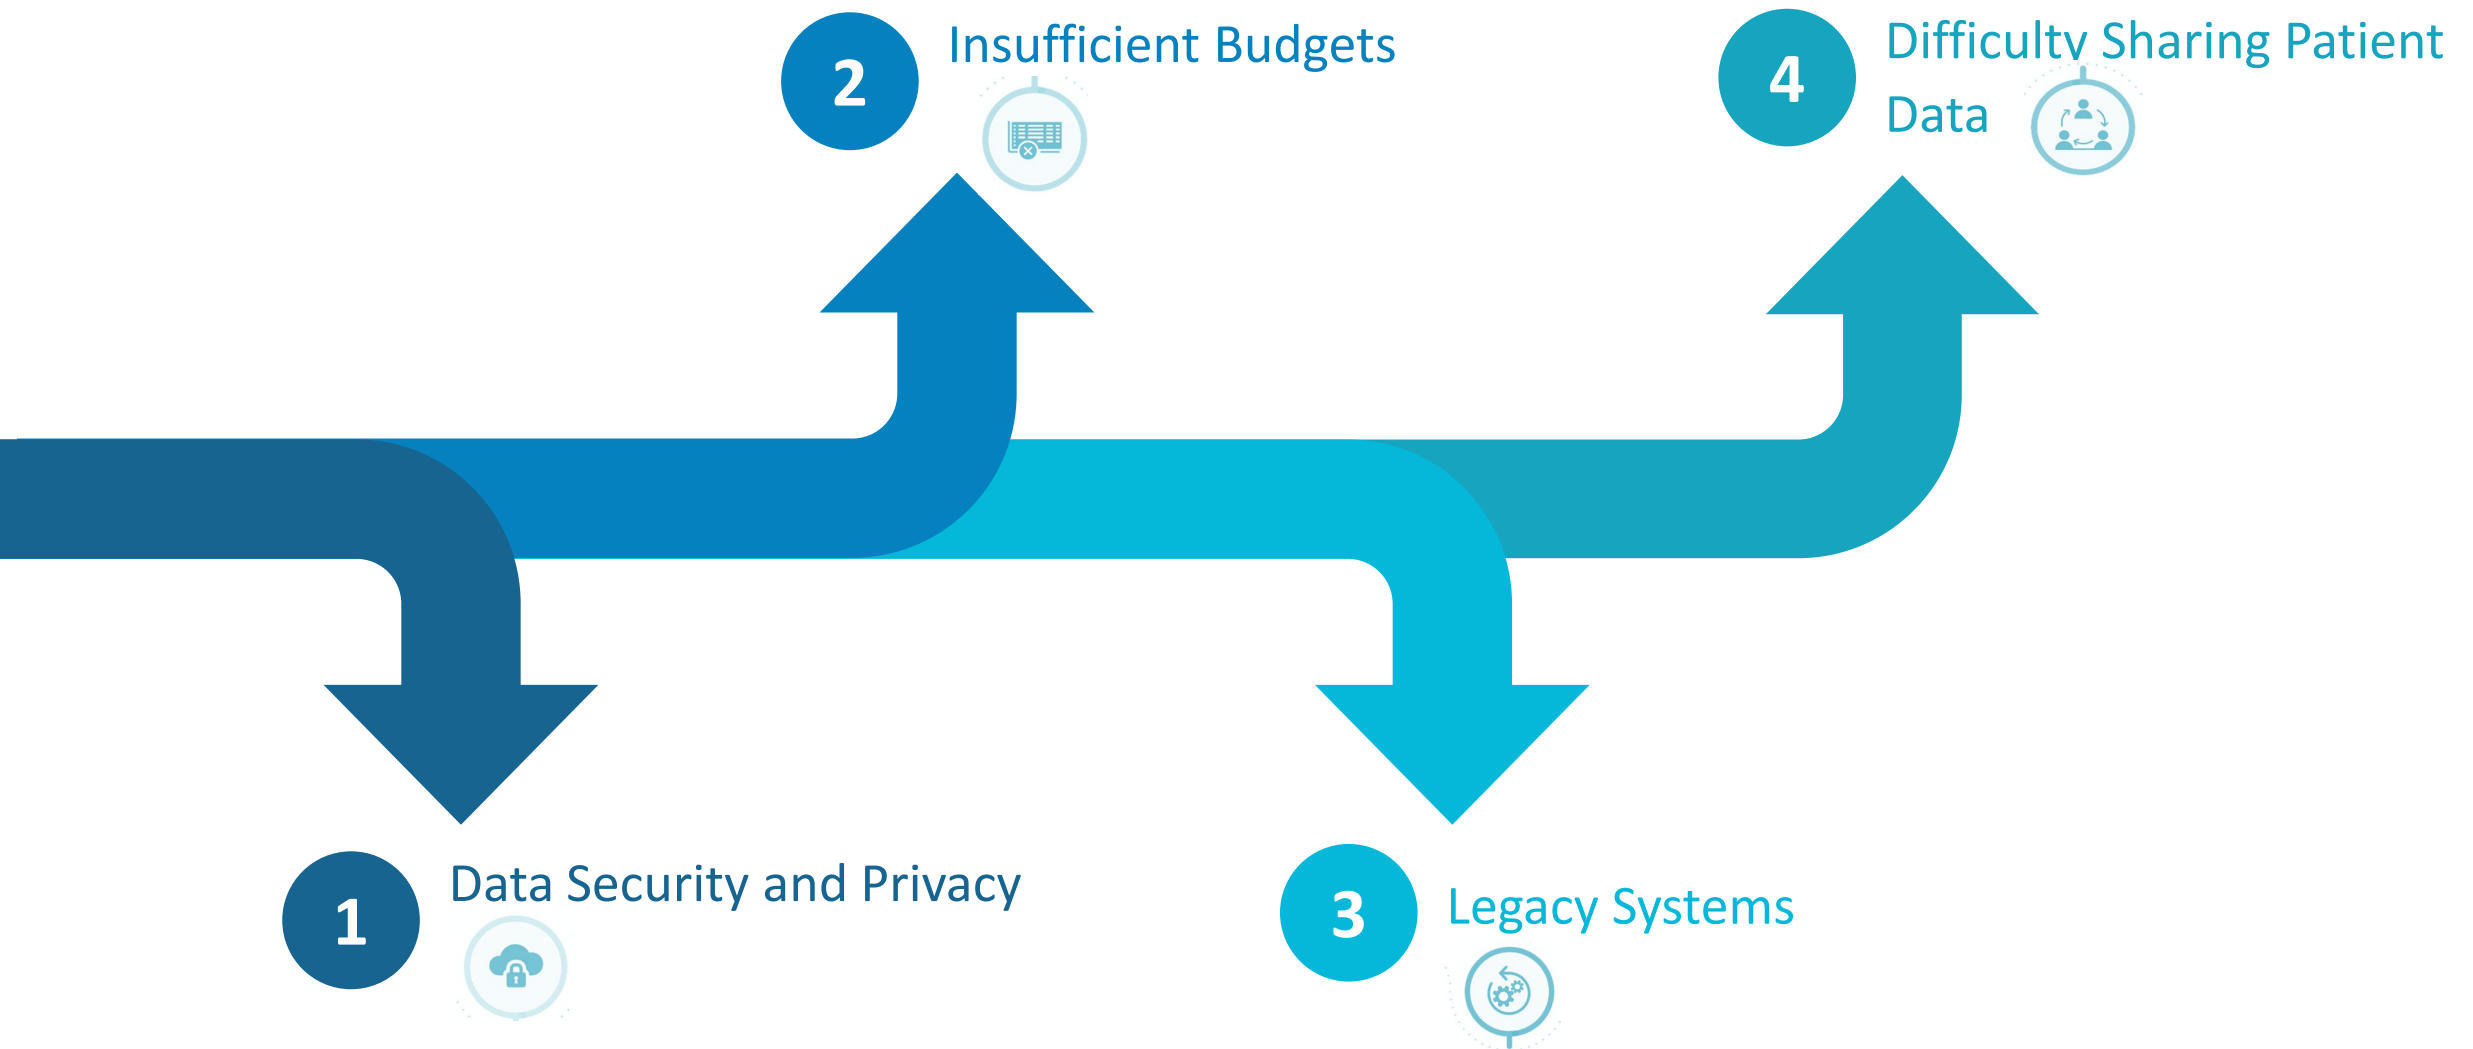 2
Insufficient Budgets
4
Difficulty Sharing Patient
Data
1
Data Security and Privacy
3
Legacy Systems